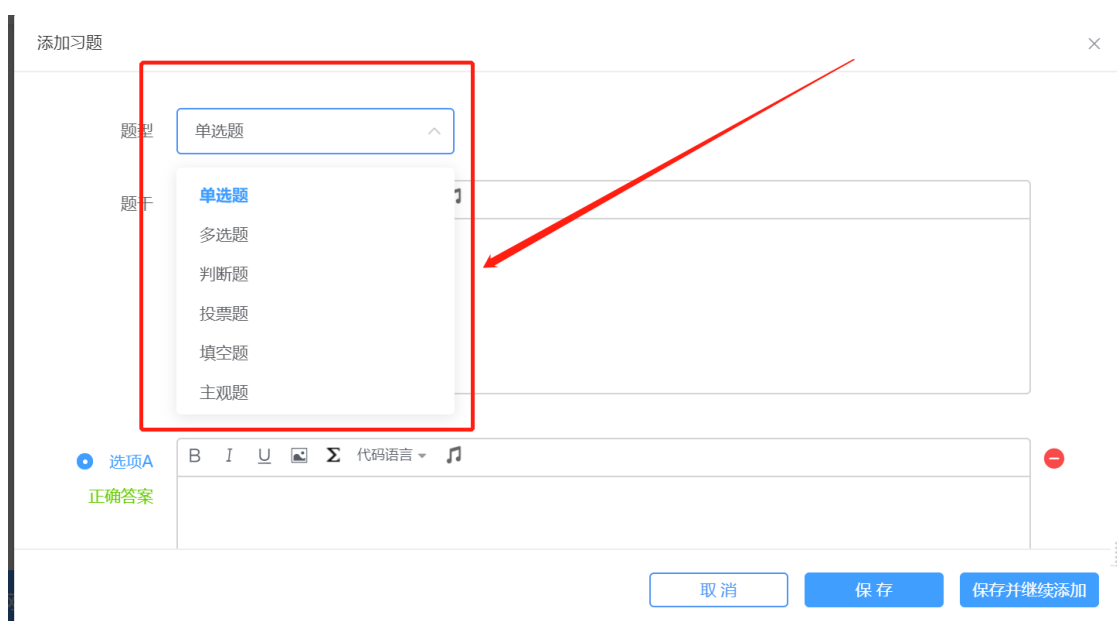 添加习题
题型 单选题
题干
单选题
多选题
判断题
投票题
填空题
主观题
选项A B I U Σ 代码语言
正确答案
取消 保存 保存并继续添加